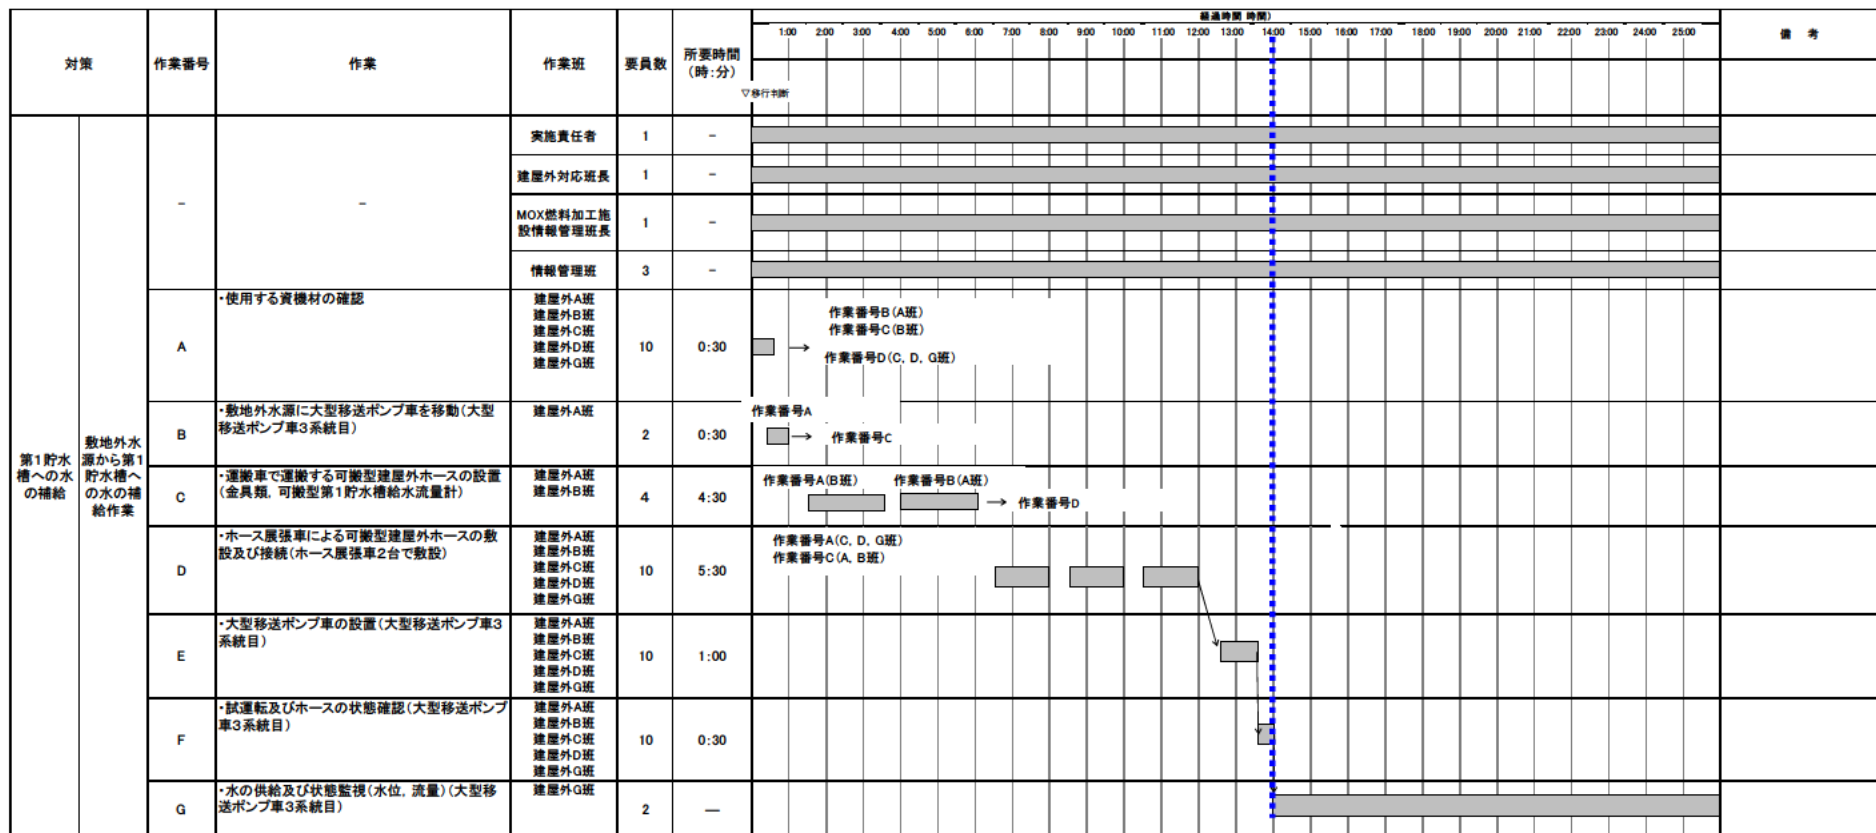 経過時間 時間)
1:00 2:00 3:00 4:00 5:00 6:00 7:00 8:00 9:00 10:00 11:00 12:00 13:00 14:00 15:00 16:00 17:00 18:00 19:00 20:00 21:00 22:00 23:00 24:00 25:00
対策 作業番号 作業 作業班 要員数 所要時間
(時:分)
備 考
▽移行判断
第1貯水
槽への水
の補給
敷地外水
源から第1
貯水槽へ
の水の補
給作業
- -
実施責任者 1 -
建屋外対応班長 1 -
MOX燃料加工施
設情報管理班長
1 -
情報管理班 3 -
A
・使用する資機材の確認
建屋外A班
建屋外B班
建屋外C班
建屋外D班
建屋外G班
10 0:30
作業番号B(A班)
作業番号C(B班)
作業番号D(C, D, G班)
B
・敷地外水源に大型移送ポンプ車を移動(大型
移送ポンプ車3系統目)
建屋外A班
2 0:30
作業番号A
作業番号C
C
・運搬車で運搬する可搬型建屋外ホースの設置
(金具類, 可搬型第1貯水槽給水流量計)
建屋外A班
建屋外B班
4 4:30
作業番号A(B班) 作業番号B(A班)
作業番号D
D
・ホース展張車による可搬型建屋外ホースの敷
設及び接続(ホース展張車2台で敷設)
建屋外A班
建屋外B班
建屋外C班
建屋外D班
建屋外G班
10 5:30
作業番号A(C, D, G班)
作業番号C(A, B班)
E
・大型移送ポンプ車の設置(大型移送ポンプ車3
系統目)
建屋外A班
建屋外B班
建屋外C班
建屋外D班
建屋外G班
10 1:00
F
・試運転及びホースの状態確認(大型移送ポンプ
車3系統目)
建屋外A班
建屋外B班
建屋外C班
建屋外D班
建屋外G班
10 0:30
G
・水の供給及び状態監視(水位, 流量)(大型移
送ポンプ車3系統目)
建屋外G班
2 —